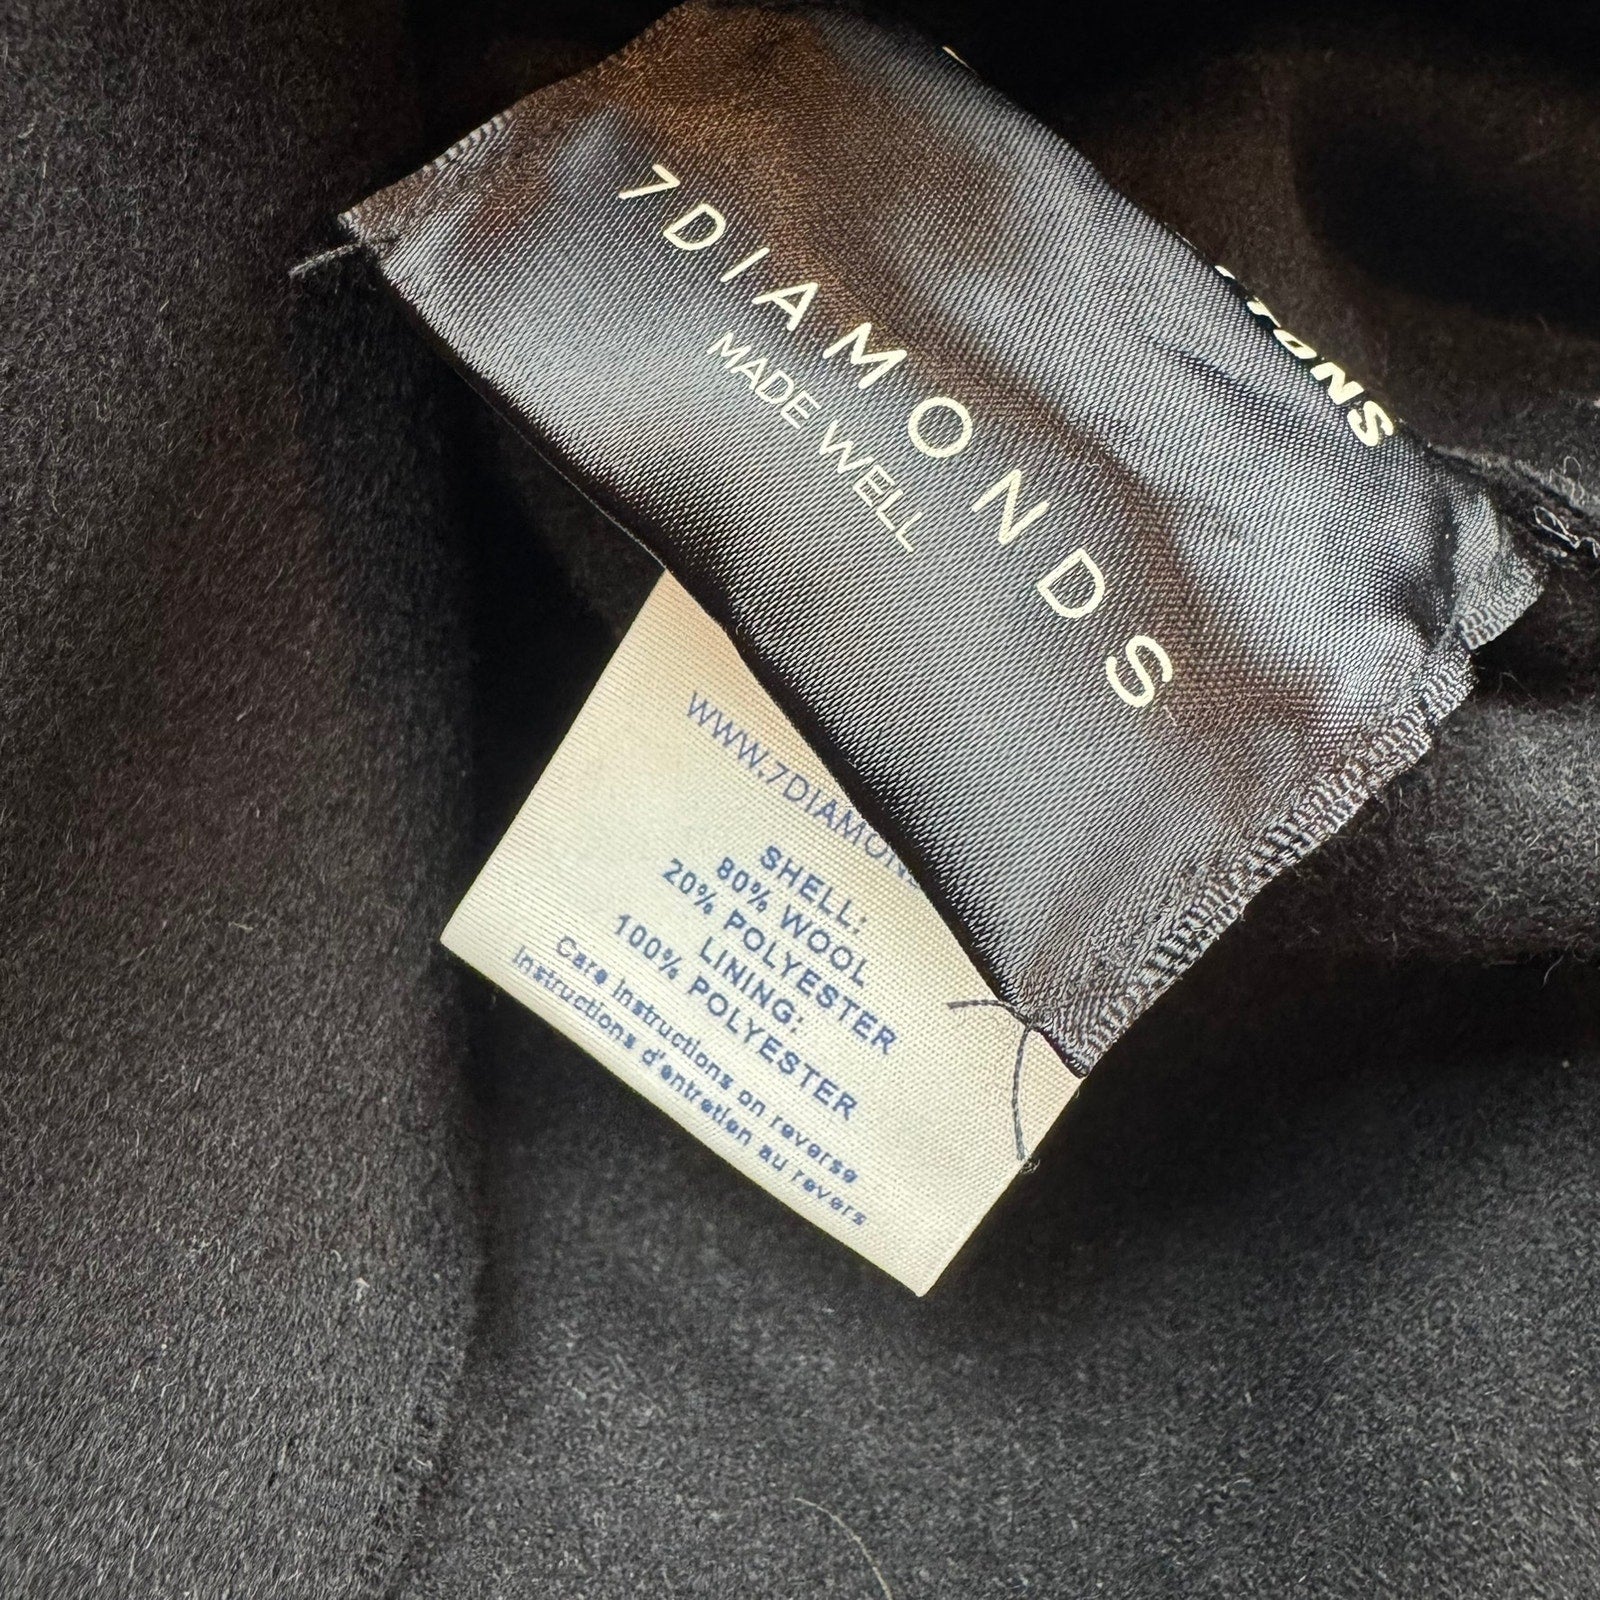 7DIAMONDS
MADE WELL
WWW.7DIAMON
SHELL:
80% WOOL
20% POLYESTER
LINING:
100% POLYESTER
Care Instructions on reverse
Instructions d'entretien au revers